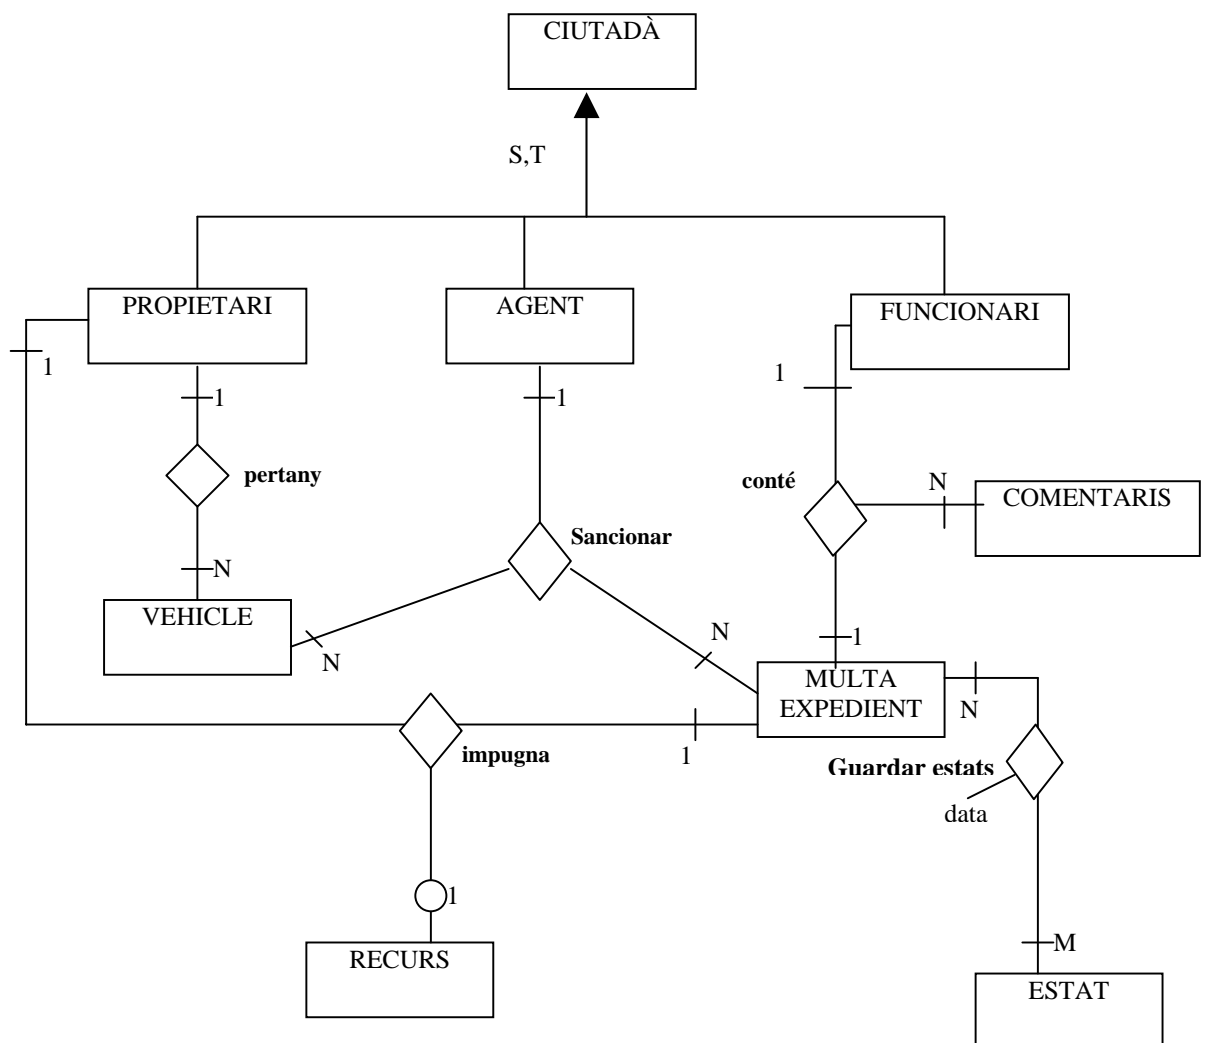 CIUTADÀ
S,T
PROPIETARI
AGENT
FUNCIONARI
1
1
1
1
pertany
conté
N
COMENTARIS
Sancionar
N
VEHICLE
N
N
1
MULTA
EXPEDIENT
N
impugna
1
Guardar estats
data
1
RECURS
M
ESTAT